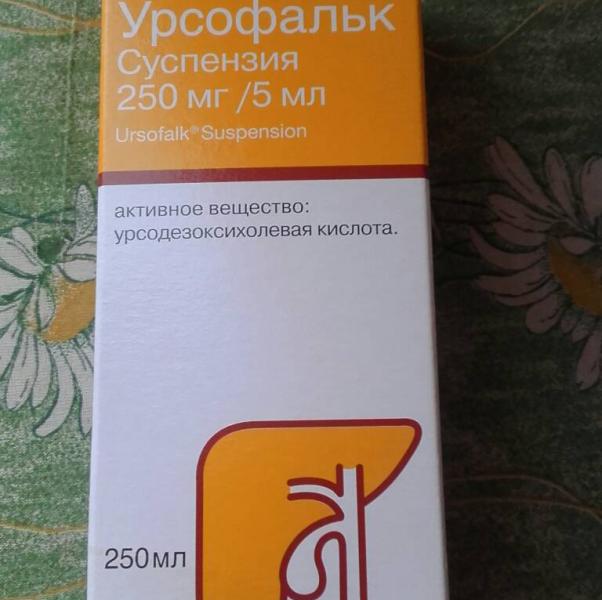 Урсофальк
Суспензия
250 мг /5 мл
Ursofalk® Suspension
активное вещество:
урсодезоксихолевая кислота.
250 мл